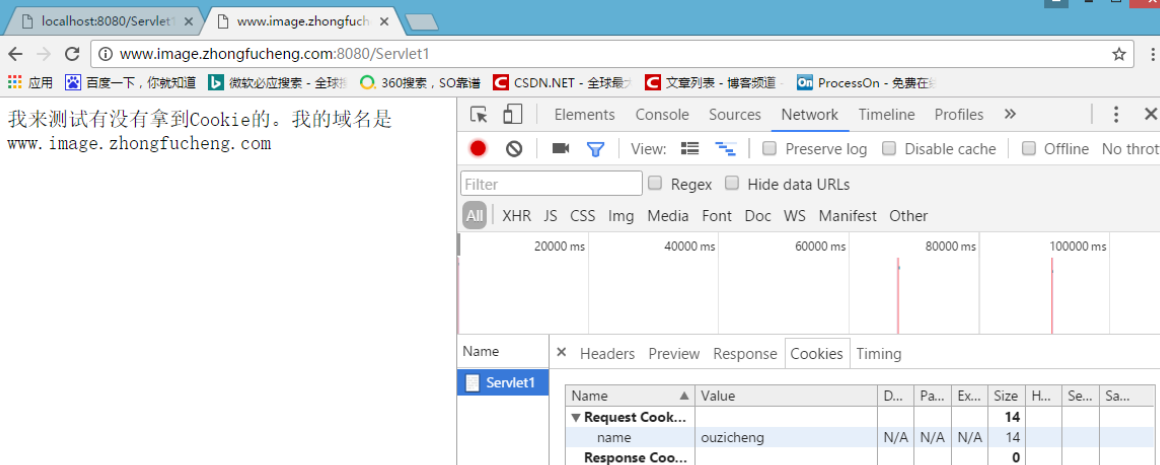 localhost:8080/Servlet1
www.image.zhongfuch
www.image.zhongfucheng.com:8080/Servlet1
应用 百度一下，你就知道 微软必应搜索 - 全球 360搜索，SO靠谱 CSDN.NET - 全球最 文章列表 - 博客频道 - ProcessOn - 免费在
我来测试有没有拿到Cookie的。我的域名是
www.image.zhongfucheng.com
Elements Console Sources Network Timeline Profiles »
View: Preserve log Disable cache Offline No thrott
Filter Regex Hide data URLs
All XHR JS CSS Img Media Font Doc WS Manifest Other
20000 ms 40000 ms 60000 ms 80000 ms 100000 ms
Name × Headers Preview Response Cookies Timing
Servlet1
Name ▲ Value D... Pa... Ex... Size H... Se... Sa...
▼ Request Cook... 14
name ouzicheng N/A N/A N/A 14
Response Coo... 0